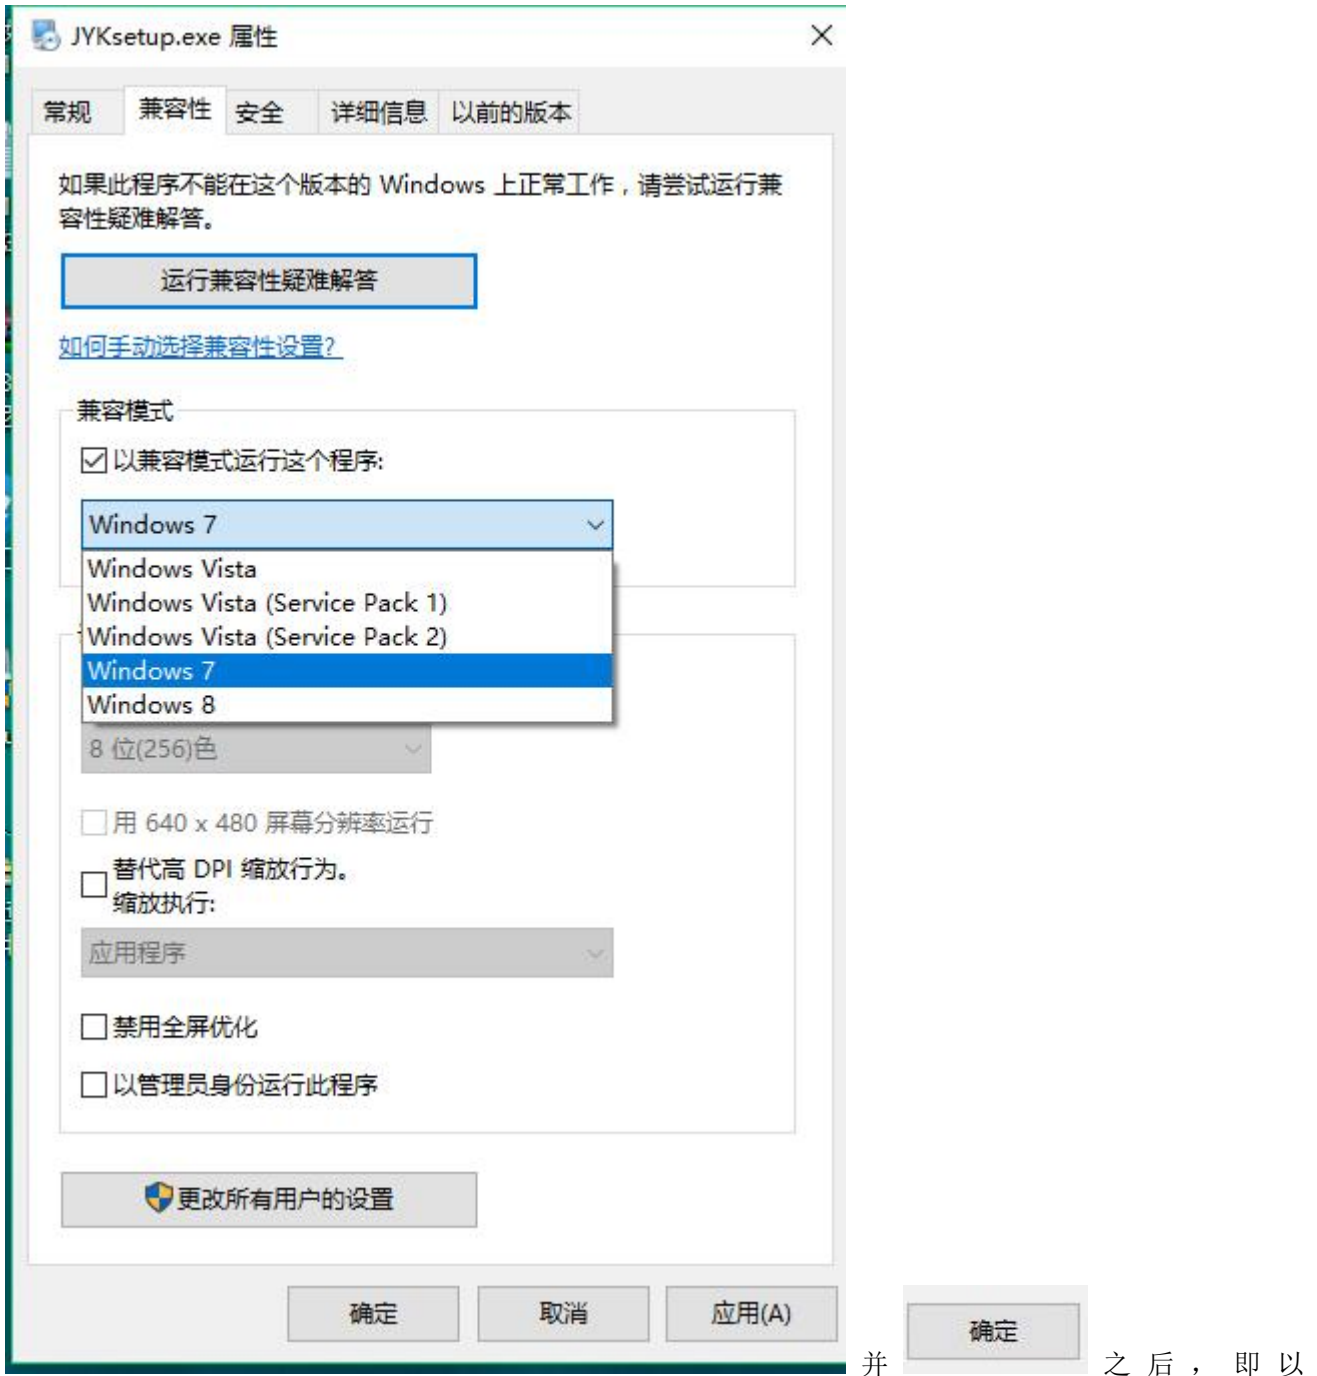 JYKsetup.exe 属性
常规 兼容性 安全 详细信息 以前的版本
如果此程序不能在这个版本的 Windows 上正常工作，请尝试运行兼
容性疑难解答。
运行兼容性疑难解答
如何手动选择兼容性设置?
兼容模式
以兼容模式运行这个程序:
Windows 7
Windows Vista
Windows Vista (Service Pack 1)
Windows Vista (Service Pack 2)
Windows 7
Windows 8
8 位(256)色
用 640 x 480 屏幕分辨率运行
替代高 DPI 缩放行为。
缩放执行:
应用程序
禁用全屏优化
以管理员身份运行此程序
更改所有用户的设置
确定 取消 应用(A)
并 确定 之后，即以